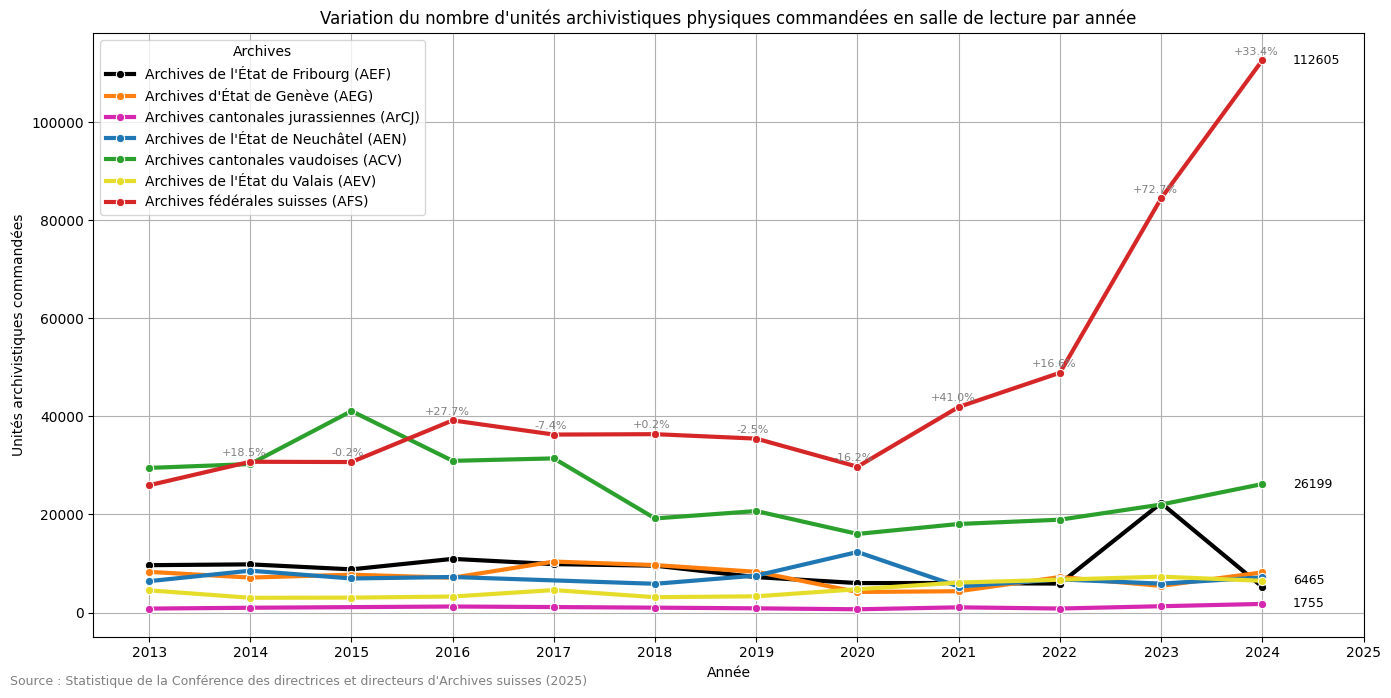 Variation du nombre d'unités archivistiques physiques commandées en salle de lecture par année
Archives
Archives de l'État de Fribourg (AEF)
Archives d'État de Genève (AEG)
Archives cantonales jurassiennes (ArCJ)
Archives de l'État de Neuchâtel (AEN)
Archives cantonales vaudoises (ACV)
Archives de l'État du Valais (AEV)
Archives fédérales suisses (AFS)
Unités archivistiques commandées
100000
80000
60000
40000
20000
0
+18.5%
-0.2%
+27.7%
-7.4%
+0.2%
-2.5%
-16.2%
+41.0%
+16.6%
+72.7%
+33.4%
112605
26199
6465
1755
2013 2014 2015 2016 2017 2018 2019 2020 2021 2022 2023 2024 2025
Année
Source : Statistique de la Conférence des directrices et directeurs d'Archives suisses (2025)